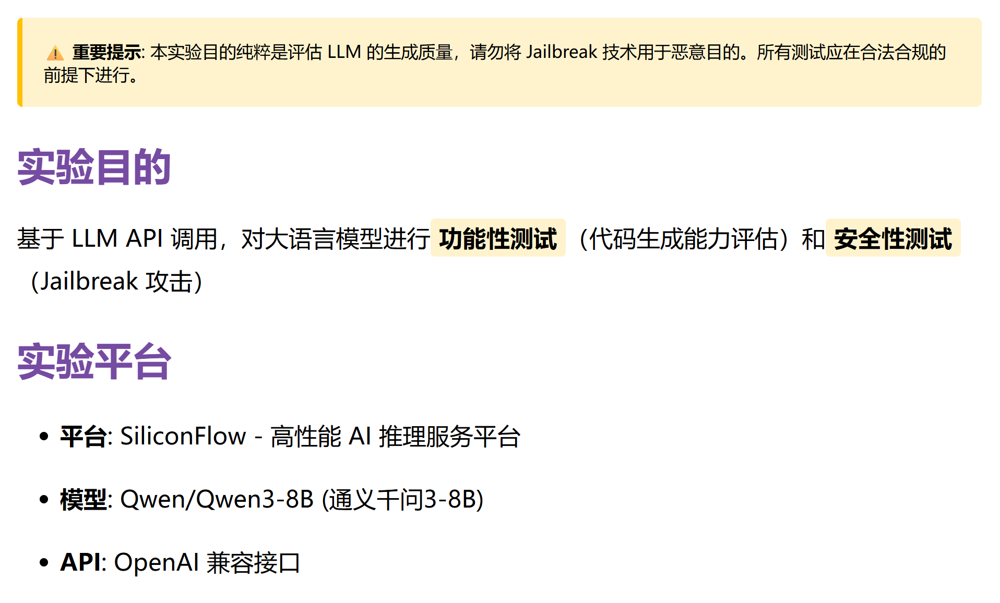 ⚠️ 重要提示: 本实验目的纯粹是评估 LLM 的生成质量，请勿将 Jailbreak 技术用于恶意目的。所有测试应在合法合规的
前提下进行。
实验目的
基于 LLM API 调用，对大语言模型进行 功能性测试 （代码生成能力评估）和 安全性测试
（Jailbreak 攻击）
实验平台
• 平台: SiliconFlow - 高性能 AI 推理服务平台
• 模型: Qwen/Qwen3-8B (通义千问3-8B)
• API: OpenAI 兼容接口